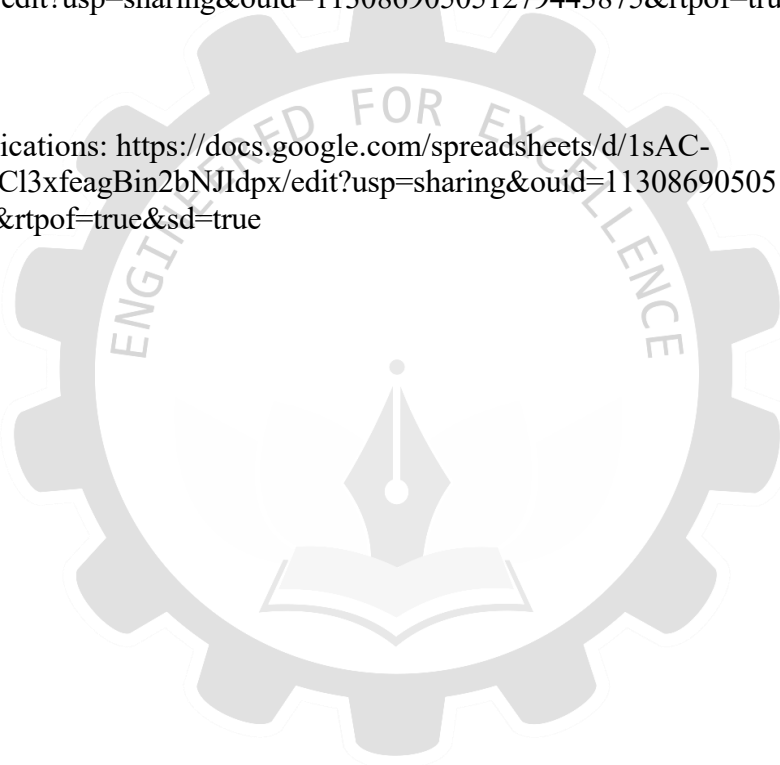 edit?usp=sharing&ouid=113086905051279443875&rtpof=tru
ications: https://docs.google.com/spreadsheets/d/1sAC-
Cl3xfeagBin2bNJIdpx/edit?usp=sharing&ouid=11308690505
&rtpof=true&sd=true
ENGINEERED FOR EXCELLENCE